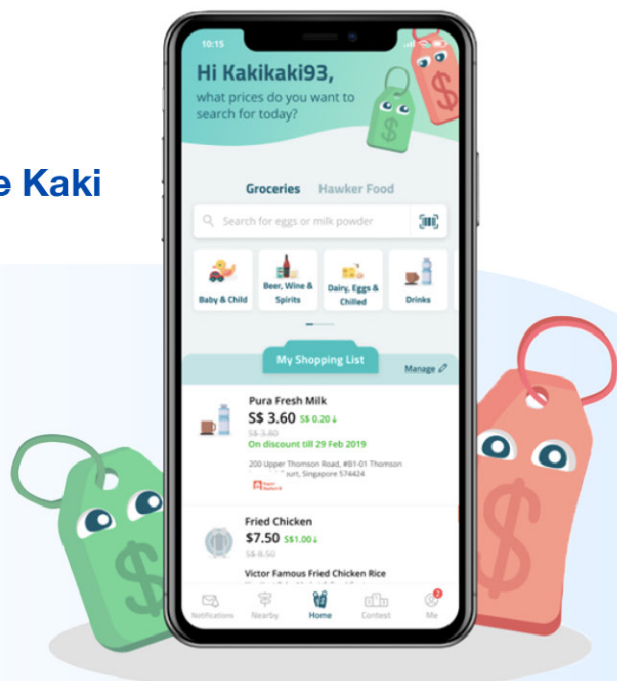 e Kaki
10:15
Hi Kakikaki93,
what prices do you want to
search for today?
Groceries Hawker Food
Search for eggs or milk powder
Baby & Child
Beer, Wine &
Spirits
Dairy, Eggs &
Chilled
Drinks
My Shopping List
Manage
Pura Fresh Milk
S$ 3.60 S$ 0.20↓
S$ 3.80
On discount till 29 Feb 2019
200 Upper Thomson Road, #B1-01 Thomson
ourt, Singapore 574424
Fried Chicken
$7.50 S$1.00↓
S$ 8.50
Victor Famous Fried Chicken Rice
Notifications Nearby Home Contest Me
2
$
$
$
$